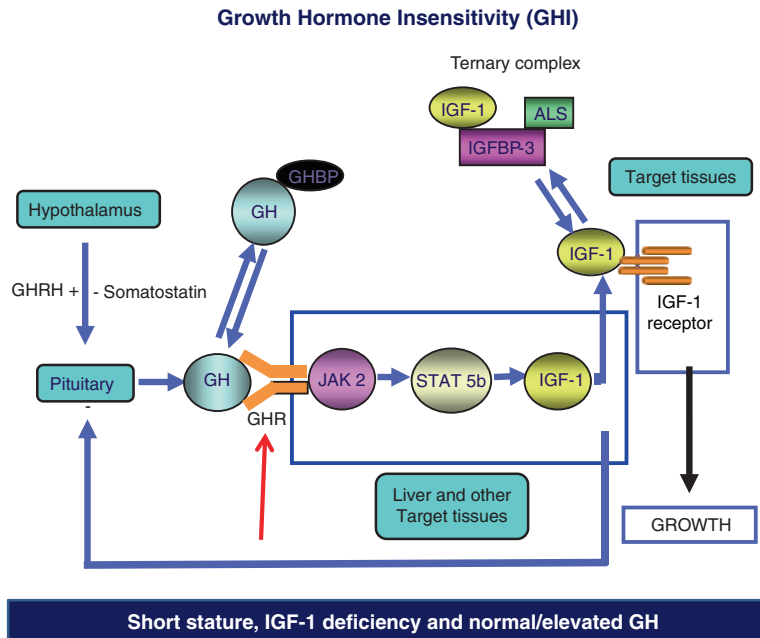 Growth Hormone Insensitivity (GHI)
Ternary complex
IGF-1
ALS
IGFBP-3
GHBP
GH
Target tissues
Hypothalamus
IGF-1
GHRH + - Somatostatin
IGF-1
receptor
Pituitary
-
GH
JAK 2
STAT 5b
IGF-1
GHR
Liver and other
Target tissues
GROWTH
Short stature, IGF-1 deficiency and normal/elevated GH